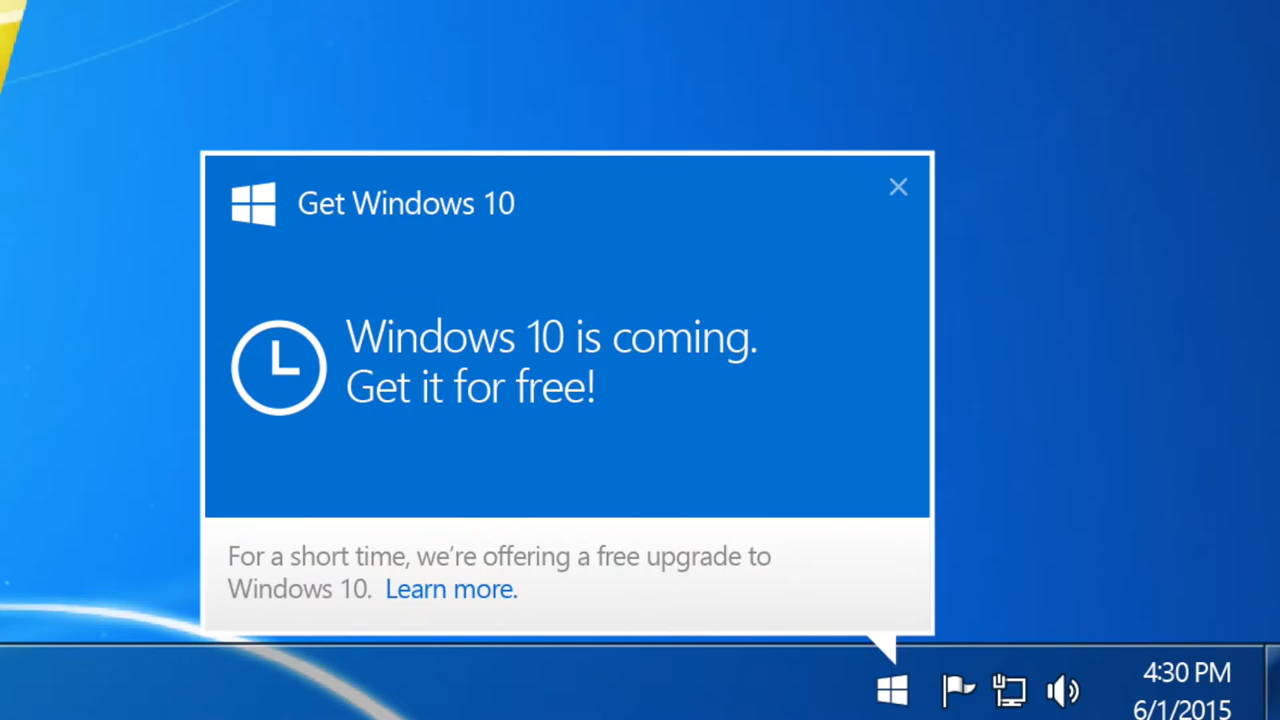 Get Windows 10
Windows 10 is coming.
Get it for free!
For a short time, we're offering a free upgrade to
Windows 10. Learn more.
4:30 PM
6/1/2015